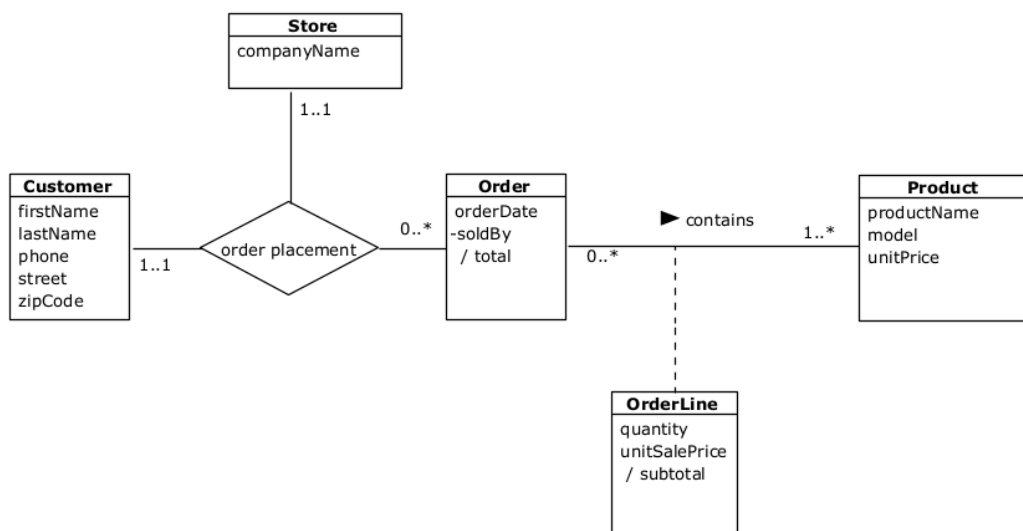 Store
companyName
1..1
Customer
firstName
lastName
phone
street
zipCode
1..1
order placement
0..*
Order
orderDate
-soldBy
/ total
0..*
► contains
1..*
Product
productName
model
unitPrice
OrderLine
quantity
unitSalePrice
/ subtotal